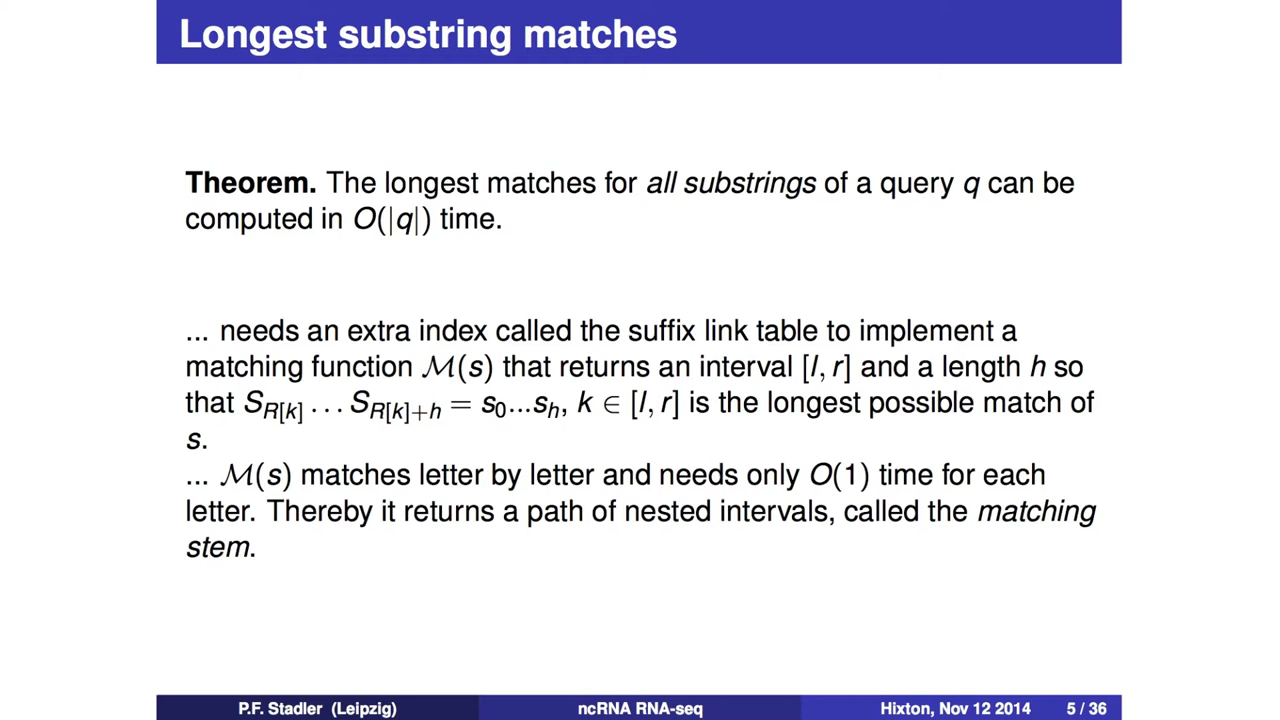 Longest substring matches
Theorem. The longest matches for all substrings of a query q can be
computed in O(|q|) time.
... needs an extra index called the suffix link table to implement a
matching function ℳ(s) that returns an interval [l, r] and a length h so
that S_{R[k]} . . . S_{R[k]+h} = s₀...s_h, k ∈ [l, r] is the longest possible match of
s.
... ℳ(s) matches letter by letter and needs only O(1) time for each
letter. Thereby it returns a path of nested intervals, called the matching
stem.
P.F. Stadler (Leipzig) ncRNA RNA-seq Hixton, Nov 12 2014 5 / 36